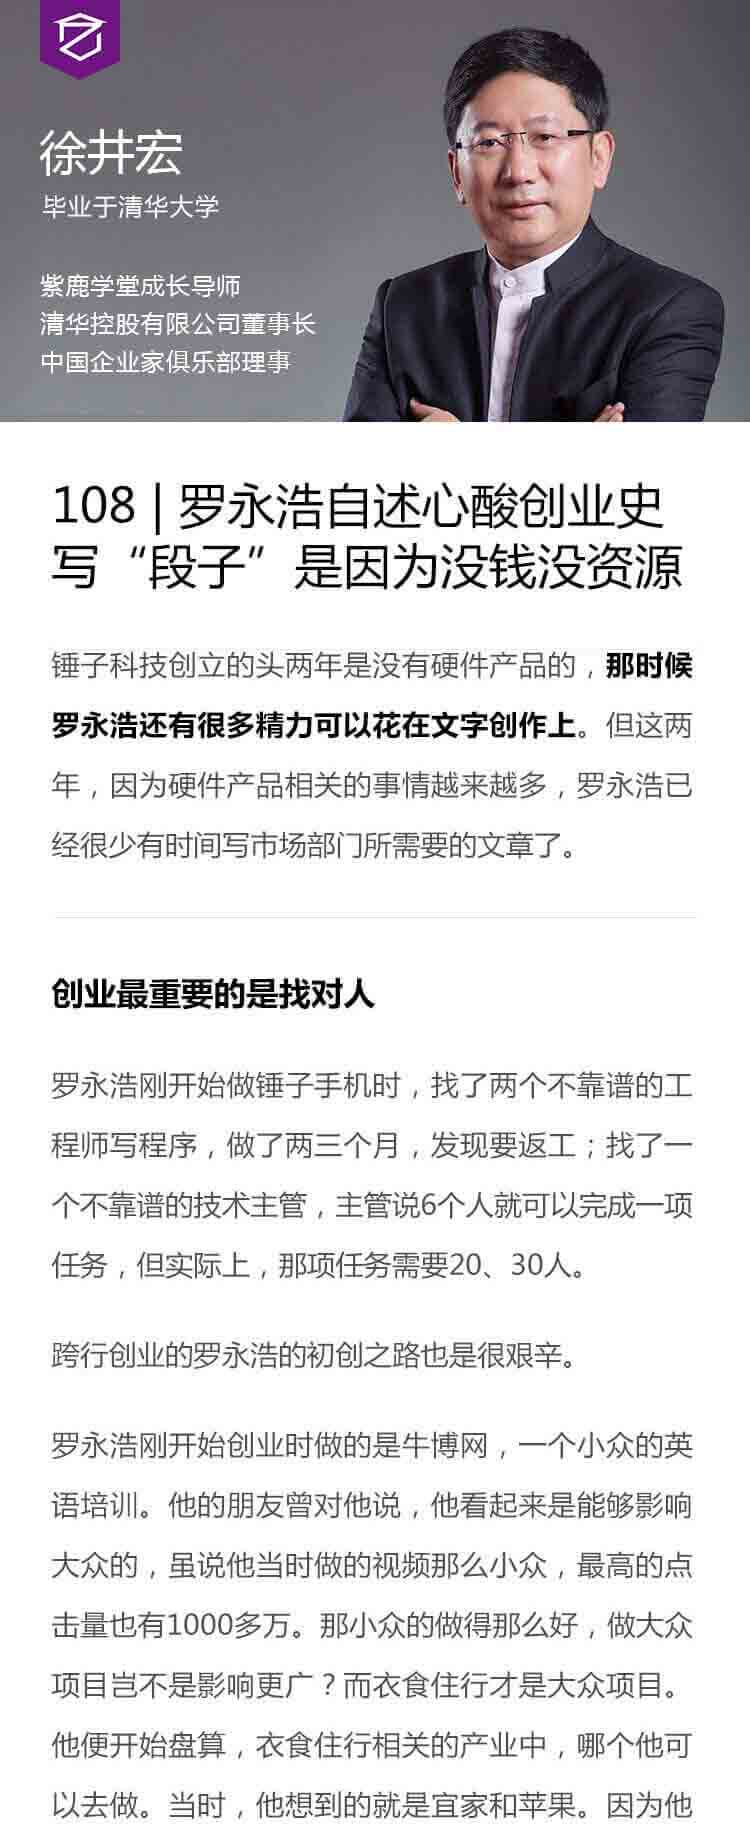 徐井宏
毕业于清华大学
紫鹿学堂成长导师
清华控股有限公司董事长
中国企业家俱乐部理事
108 | 罗永浩自述心酸创业史
写“段子”是因为没钱没资源
锤子科技创立的头两年是没有硬件产品的，那时候
罗永浩还有很多精力可以花在文字创作上。但这两
年，因为硬件产品相关的事情越来越多，罗永浩已
经很少有时间写市场部门所需要的文章了。
创业最重要的是找对人
罗永浩刚开始做锤子手机时，找了两个不靠谱的工
程师写程序，做了两三个月，发现要返工；找了一
个不靠谱的技术主管，主管说6个人就可以完成一项
任务，但实际上，那项任务需要20、30人。
跨行创业的罗永浩的初创之路也是很艰辛。
罗永浩刚开始创业时做的是牛博网，一个小众的英
语培训。他的朋友曾对他说，他看起来是能够影响
大众的，虽说他当时做的视频那么小众，最高的点
击量也有1000多万。那小众的做得那么好，做大众
项目岂不是影响更广？而衣食住行才是大众项目。
他便开始盘算，衣食住行相关的产业中，哪个他可
以去做。当时，他想到的就是宜家和苹果。因为他